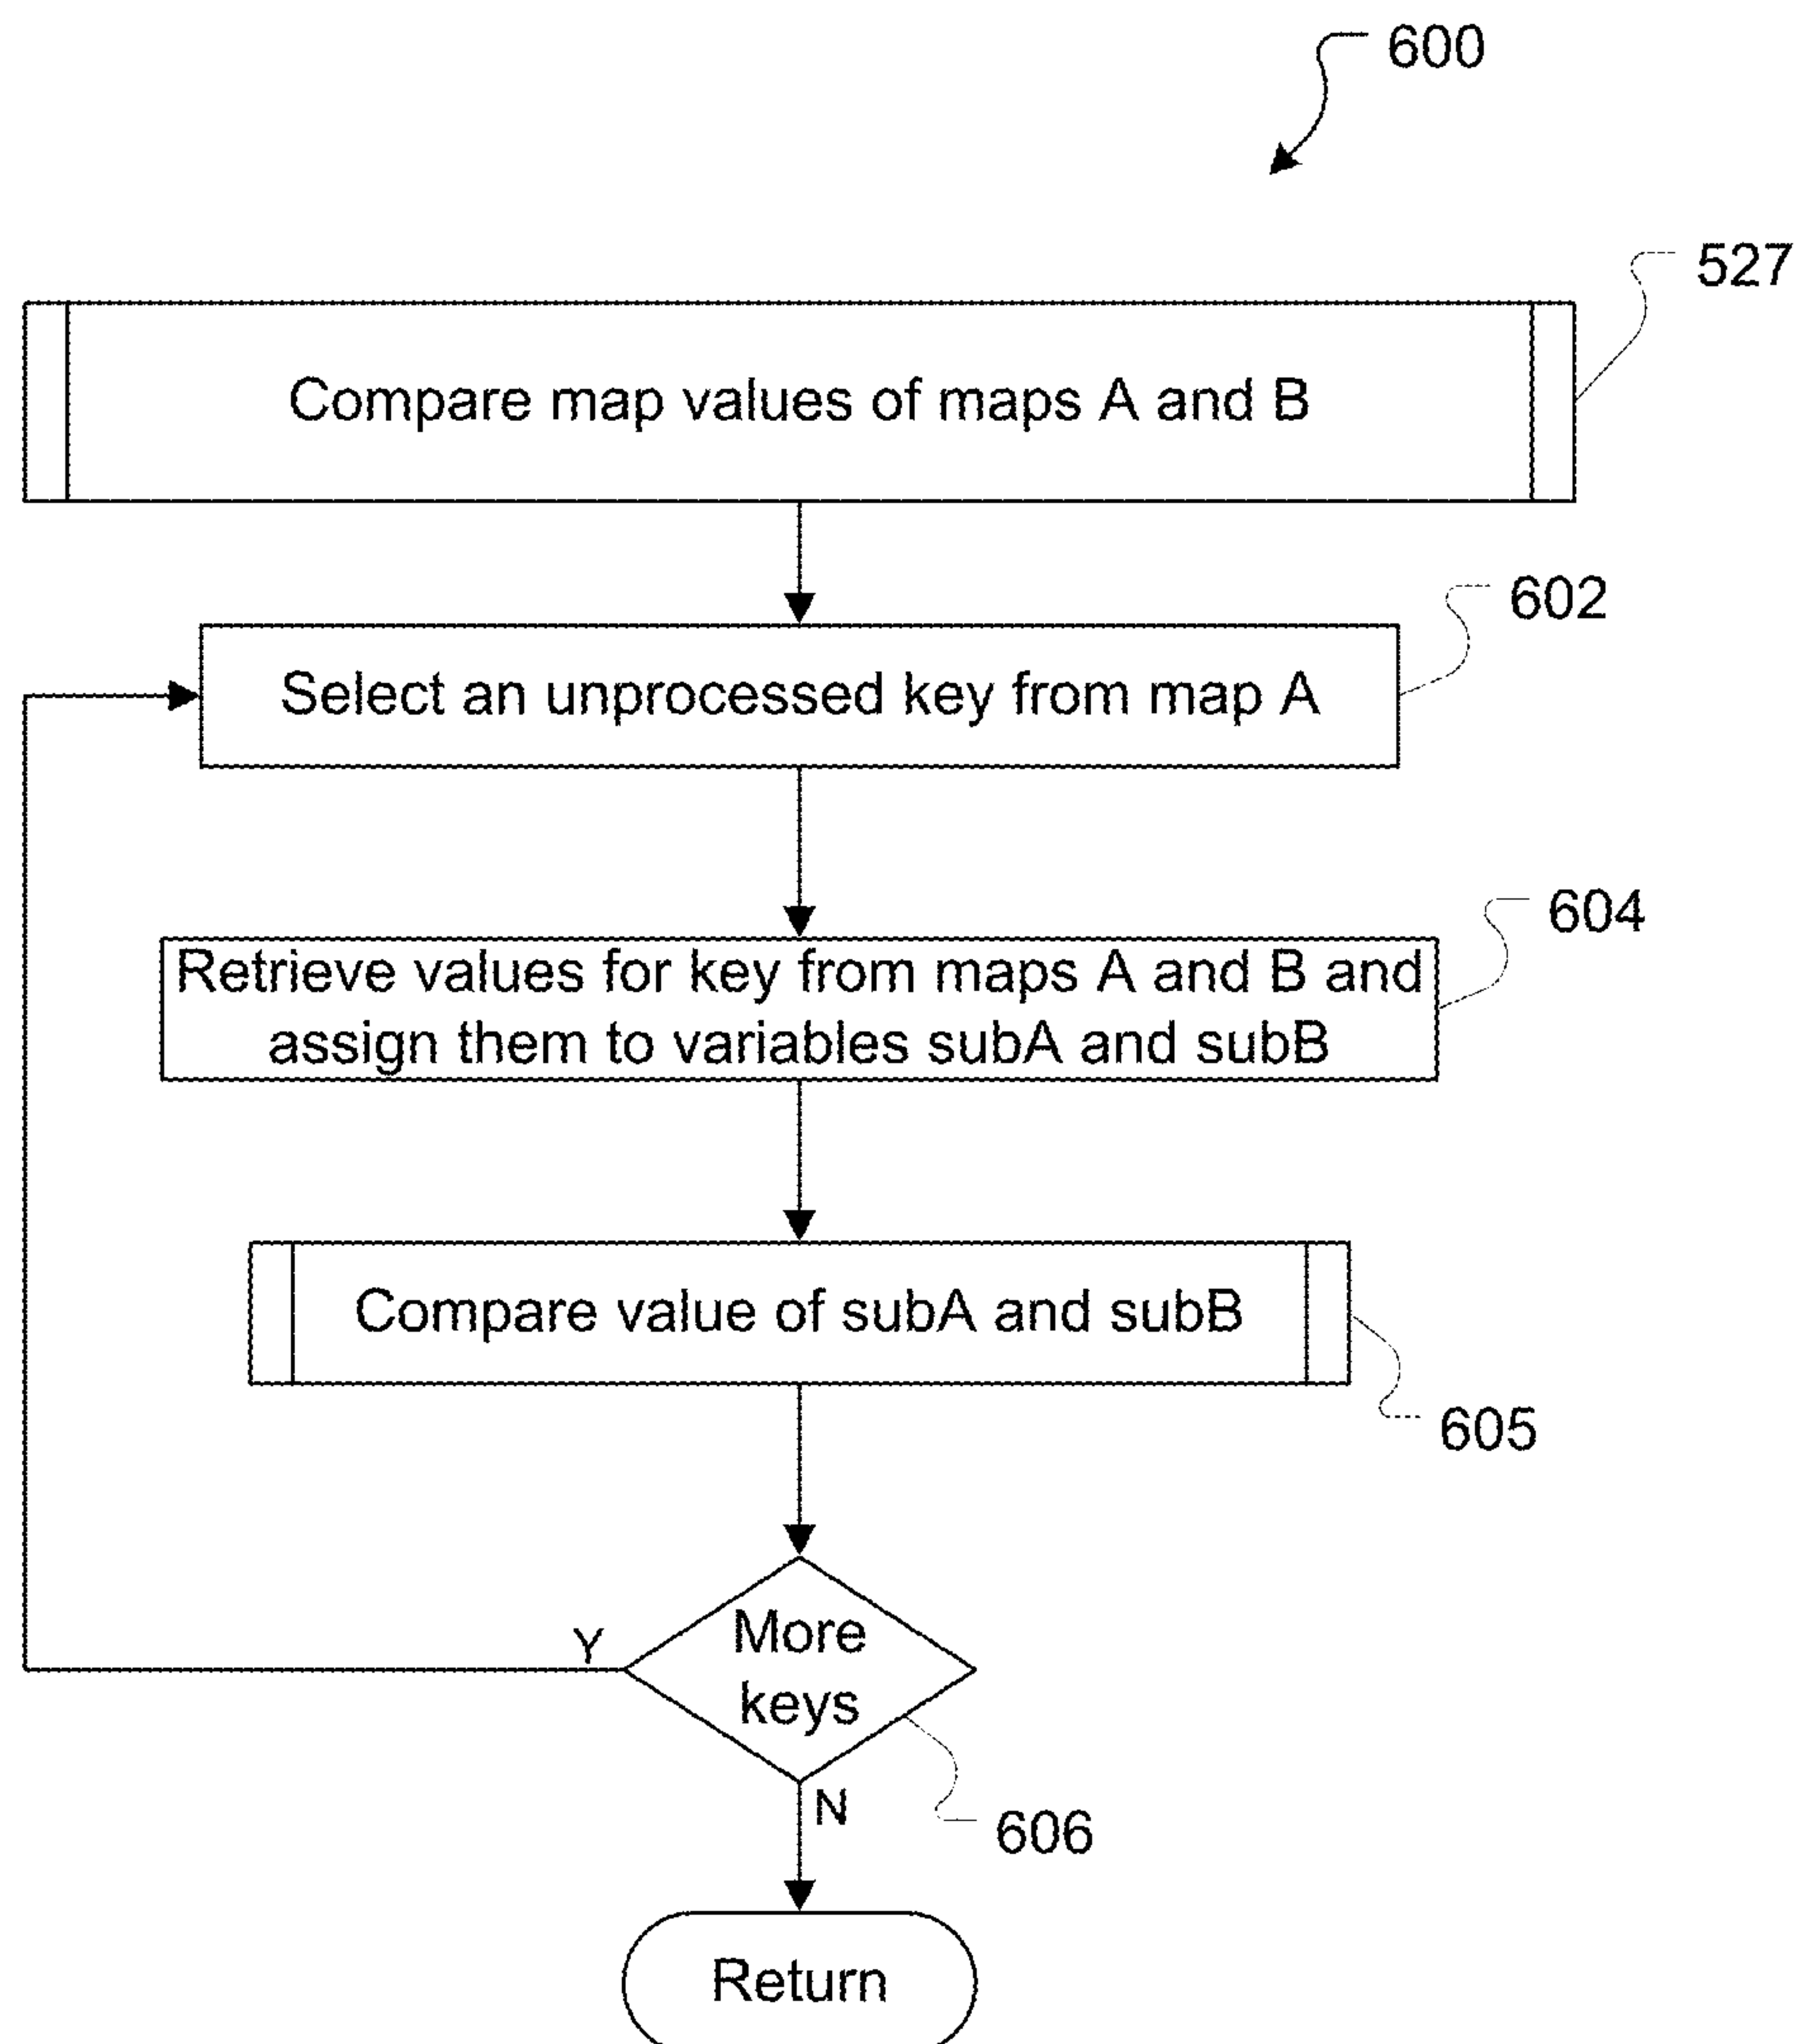 600
527
Compare map values of maps A and B
602
Select an unprocessed key from map A
604
Retrieve values for key from maps A and B and
assign them to variables subA and subB
Compare value of subA and subB
605
More
keys
Y
N
606
Return